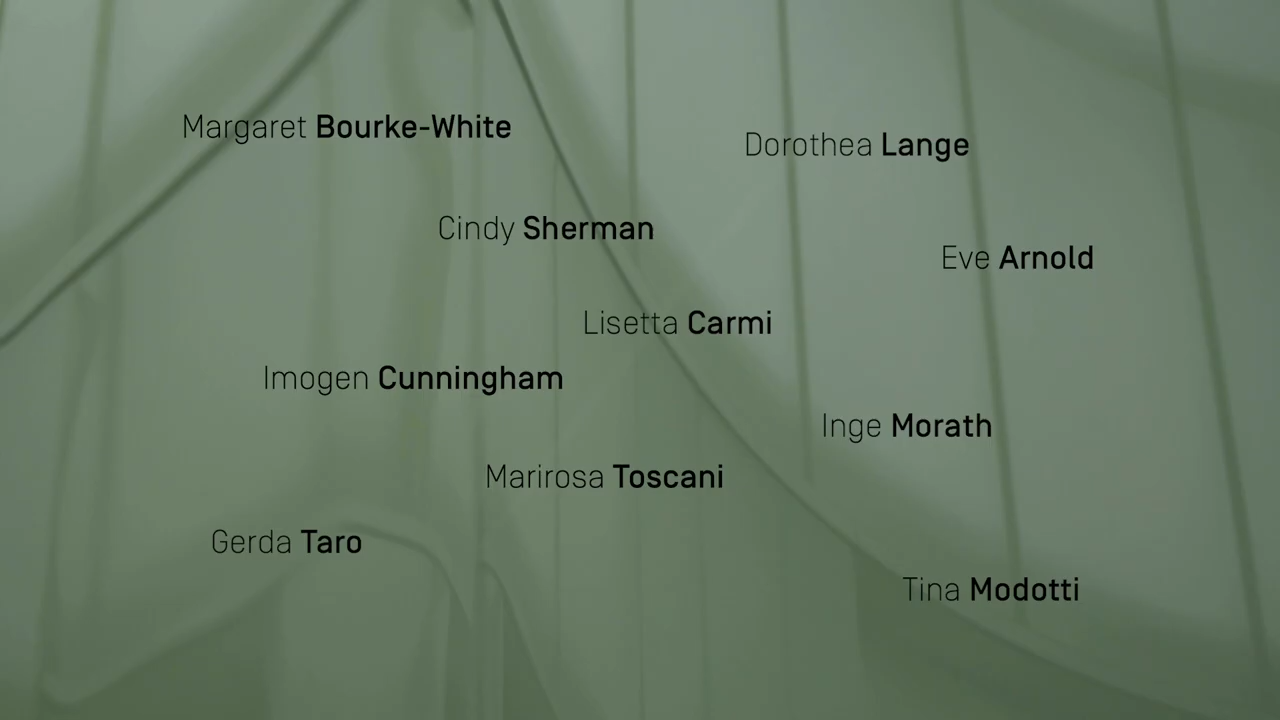 Margaret Bourke-White
Dorothea Lange
Cindy Sherman
Eve Arnold
Lisetta Carmi
Imogen Cunningham
Inge Morath
Marirosa Toscani
Gerda Taro
Tina Modotti